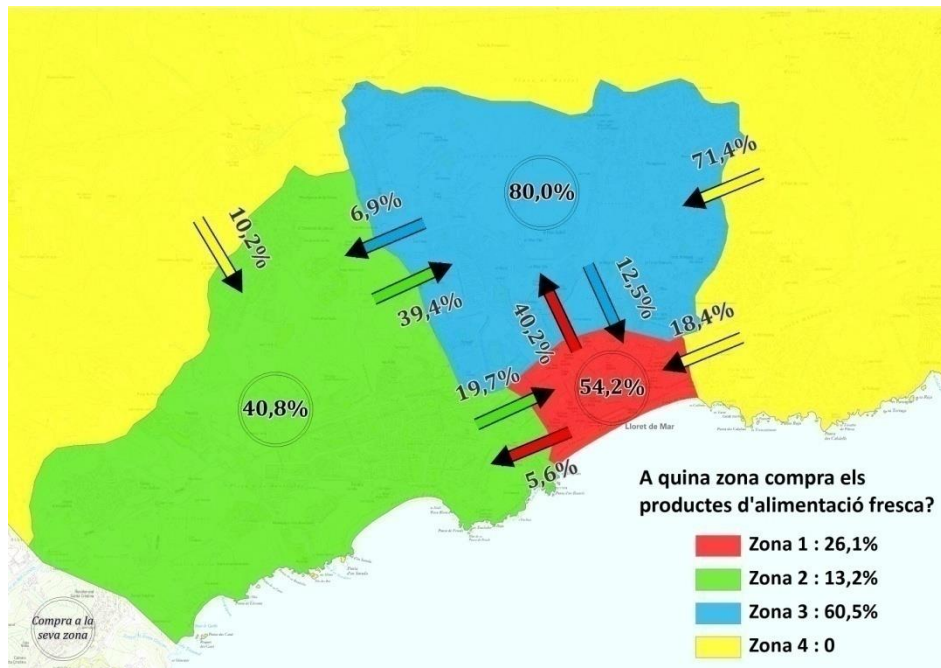 71,4%
80,0%
6,9%
10,2%
39,4%
12,5%
40,2%
18,4%
19,7%
54,2%
40,8%
5,6%
Lloret de Mar
A quina zona compra els
productes d'alimentació fresca?
Zona 1 : 26,1%
Zona 2 : 13,2%
Zona 3 : 60,5%
Zona 4 : 0
Compra a la
seva zona